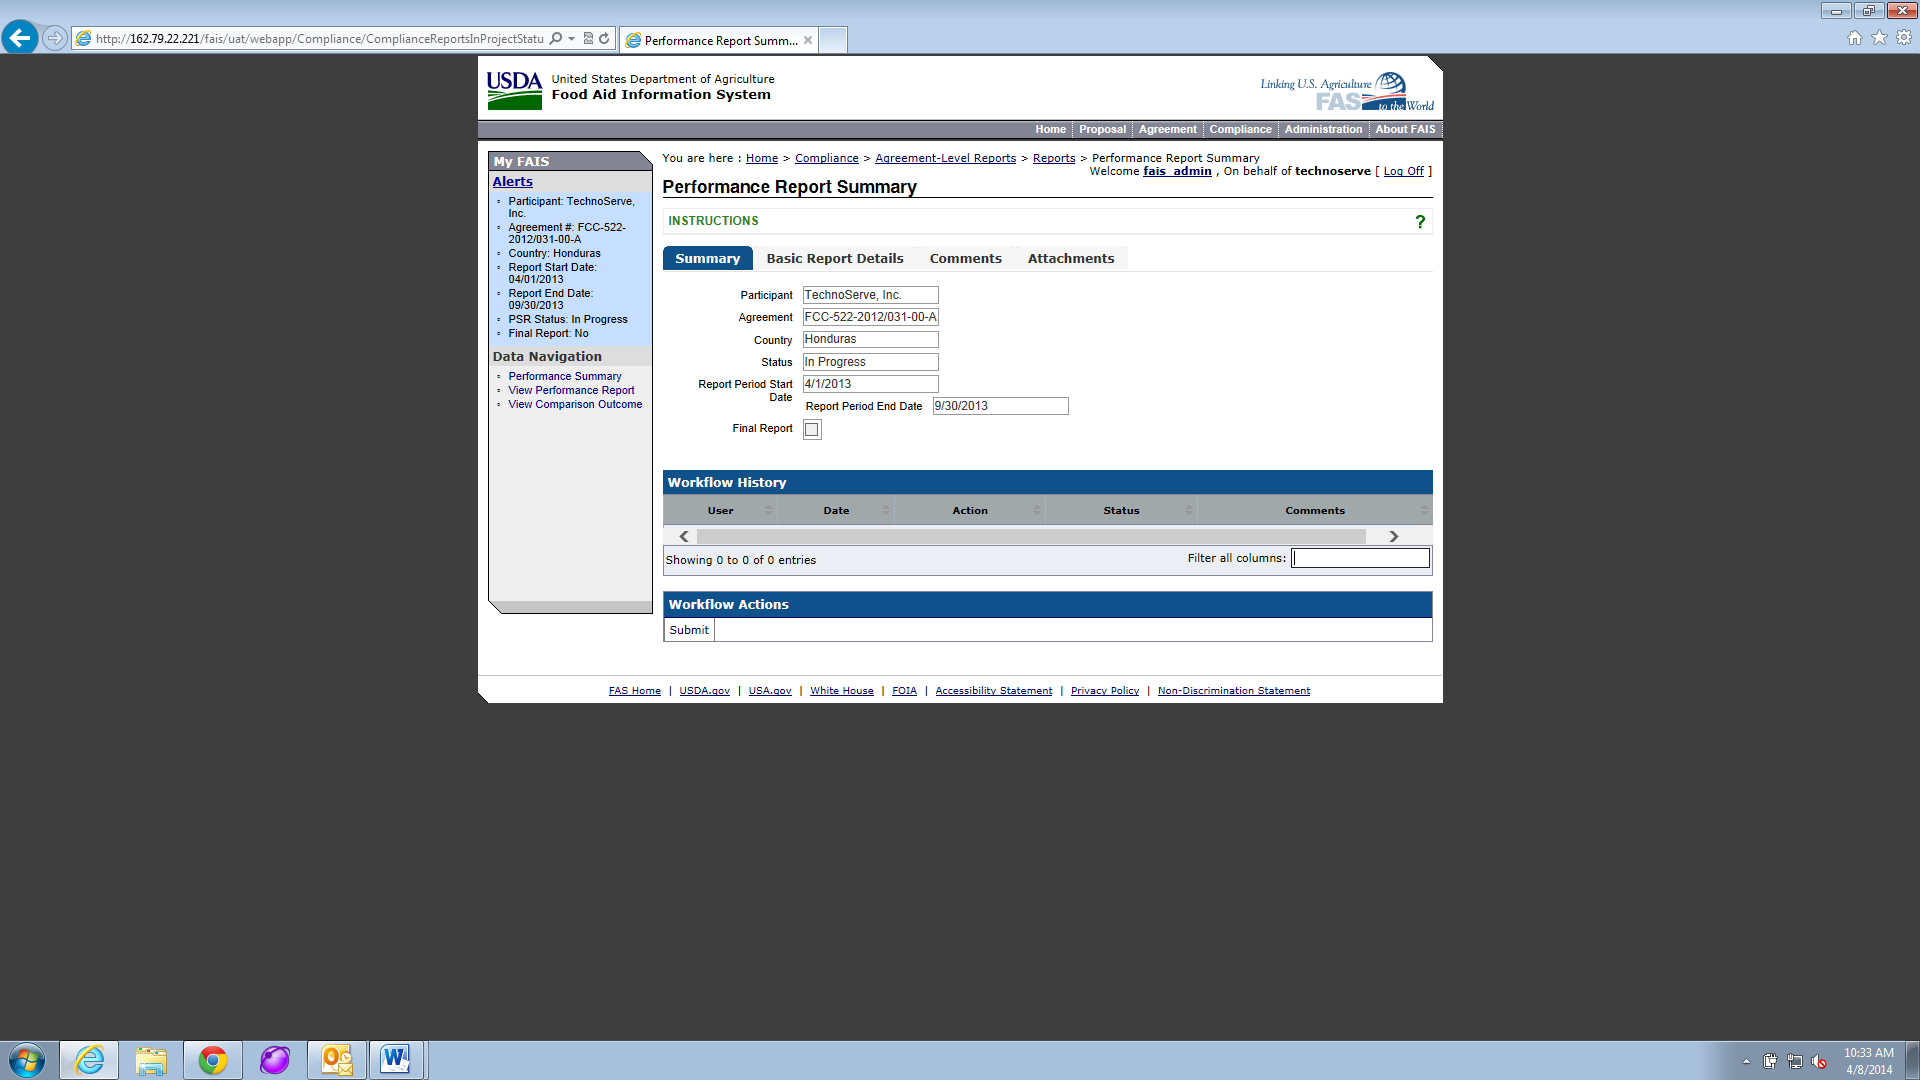 http://162.79.22.221/fais/uat/webapp/Compliance/ComplianceReportsInProjectStatu
Performance Report Summ...
USDA
United States Department of Agriculture
Food Aid Information System
Linking U.S. Agriculture
FAS
to the World
Home Proposal Agreement Compliance Administration About FAIS
My FAIS
Alerts
Participant: TechnoServe,
Inc.
Agreement #: FCC-522-
2012/031-00-A
Country: Honduras
Report Start Date:
04/01/2013
Report End Date:
09/30/2013
PSR Status: In Progress
Final Report: No
Data Navigation
Performance Summary
View Performance Report
View Comparison Outcome
You are here : Home > Compliance > Agreement-Level Reports > Reports > Performance Report Summary
Welcome fais_admin , On behalf of technoserve [ Log Off ]
Performance Report Summary
INSTRUCTIONS ?
Summary Basic Report Details Comments Attachments
Participant TechnoServe, Inc.
Agreement FCC-522-2012/031-00-A
Country Honduras
Status In Progress
Report Period Start 4/1/2013
Date
Report Period End Date 9/30/2013
Final Report
Workflow History
User Date Action Status Comments
Showing 0 to 0 of 0 entries Filter all columns:
Workflow Actions
Submit
FAS Home | USDA.gov | USA.gov | White House | FOIA | Accessibility Statement | Privacy Policy | Non-Discrimination Statement
10:33 AM
4/8/2014